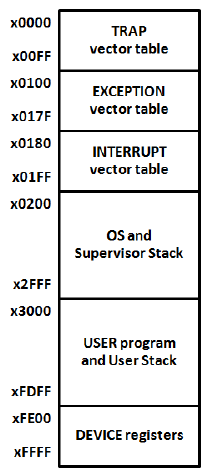 x0000
TRAP
vector table
x00FF
x0100
EXCEPTION
vector table
x017F
x0180
INTERRUPT
vector table
x01FF
x0200
OS and
Supervisor Stack
x2FFF
x3000
USER program
and User Stack
xFDFF
xFE00
DEVICE registers
xFFFF